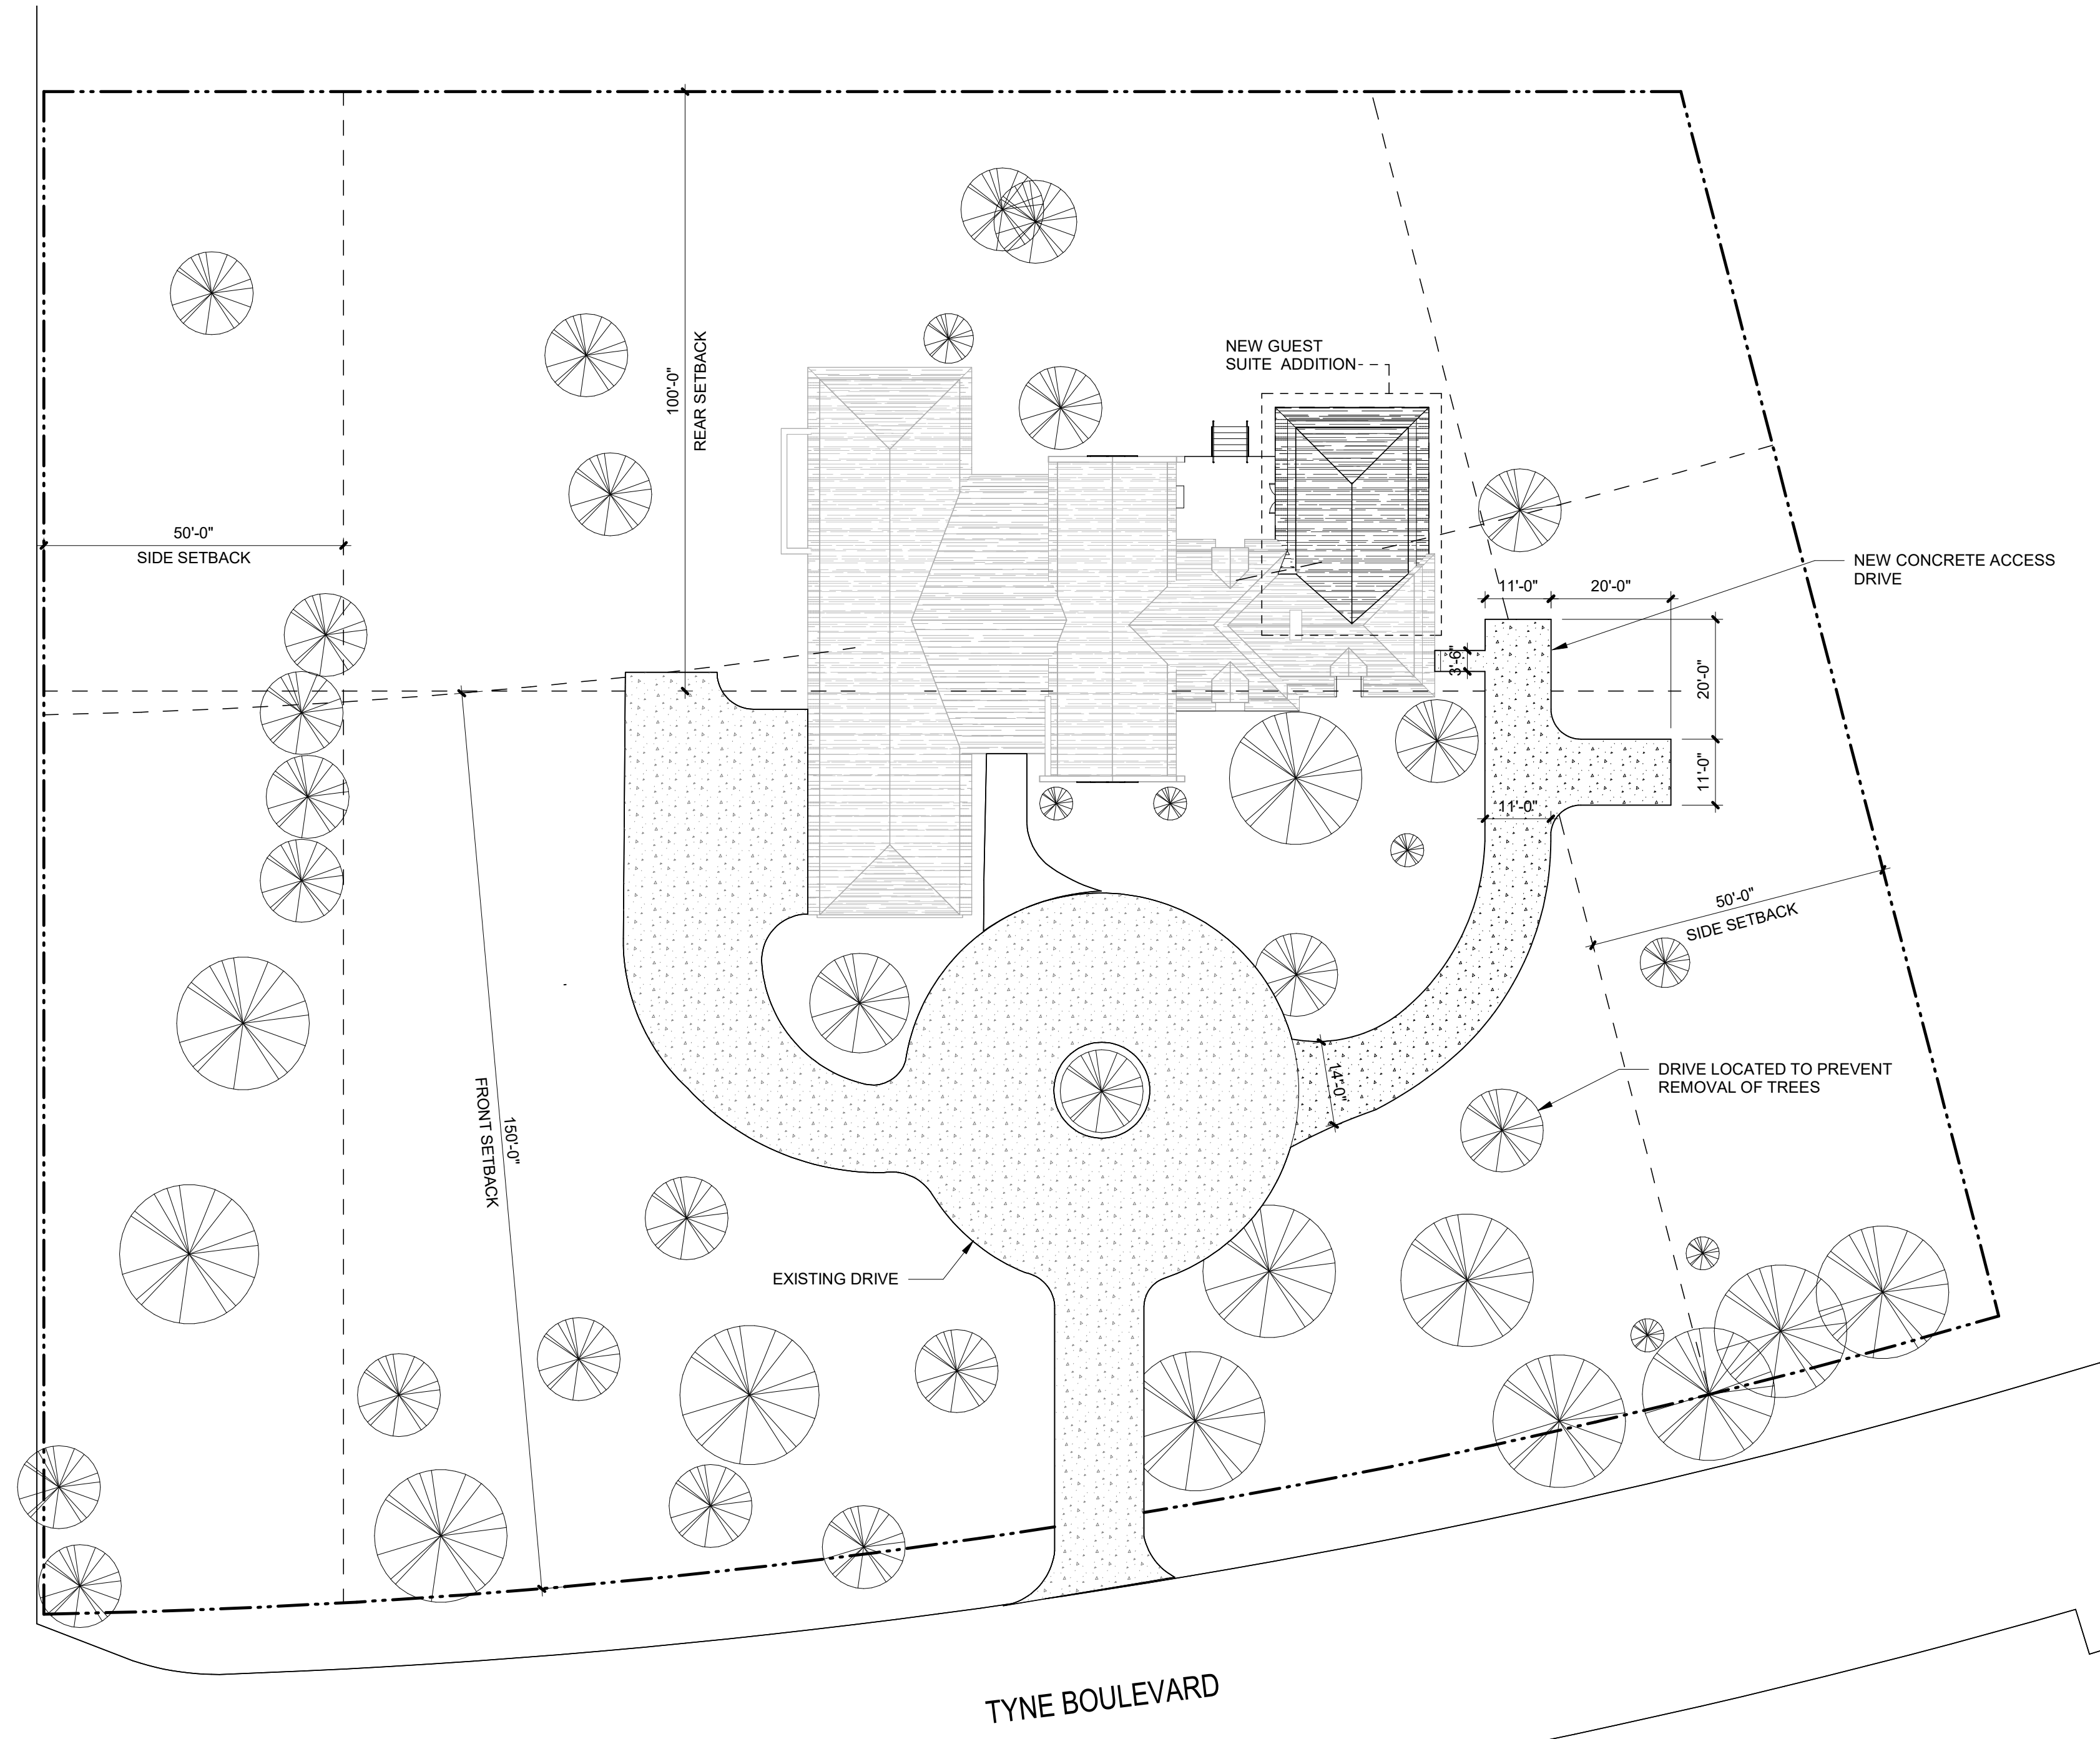 100'-0"
REAR SETBACK
NEW GUEST
SUITE ADDITION
50'-0"
SIDE SETBACK
NEW CONCRETE ACCESS
DRIVE
11'-0"
20'-0"
3'-6"
20'-0"
11'-0"
11'-0"
50'-0"
SIDE SETBACK
14'-0"
DRIVE LOCATED TO PREVENT
REMOVAL OF TREES
150'-0"
FRONT SETBACK
EXISTING DRIVE
TYNE BOULEVARD